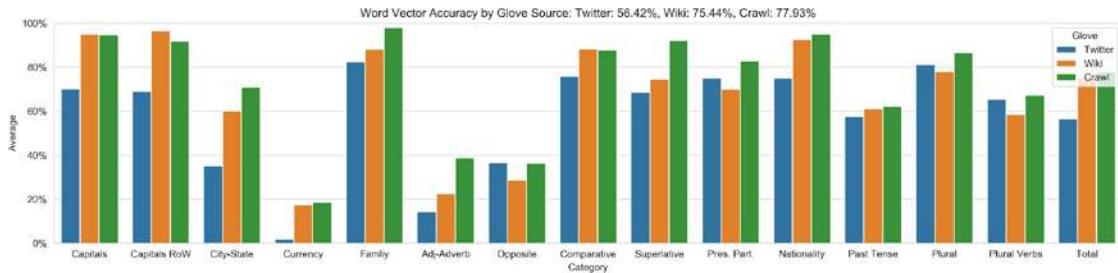 Word Vector Accuracy by Glove Source: Twitter: 56.42%, Wiki: 75.44%, Crawl: 77.93%
Glove
Twitter
Wiki
Crawl
100%
80%
60%
40%
20%
0%
Average
Capitals Capitals RoW City-State Currency Famliy Adj-Adverb Opposite Comparative Superlative Pres. Part. Nationality Past Tense Plural Plural Verbs Total
Category